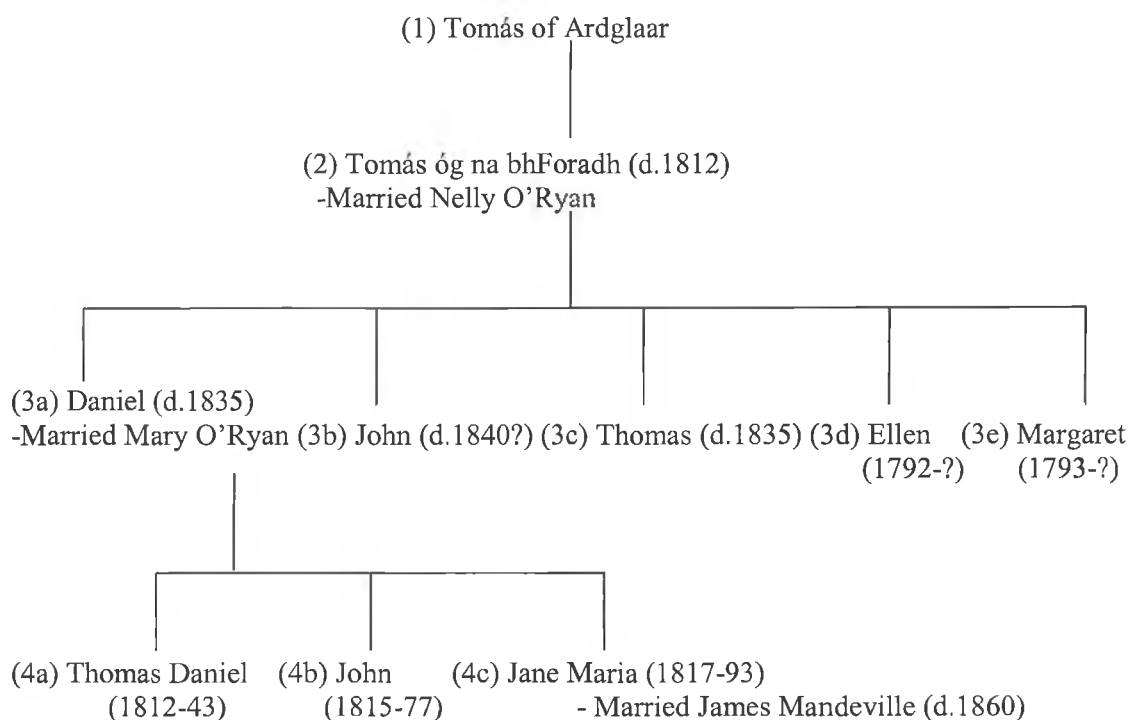 (1) Tomás of Ardglaar
(2) Tomás óg na bhForadh (d.1812)
-Married Nelly O'Ryan
(3a) Daniel (d.1835)
-Married Mary O'Ryan (3b) John (d.1840?) (3c) Thomas (d.1835) (3d) Ellen (3e) Margaret
(1792-?) (1793-?)
(4a) Thomas Daniel (4b) John (4c) Jane Maria (1817-93)
(1812-43) (1815-77) - Married James Mandeville (d.1860)